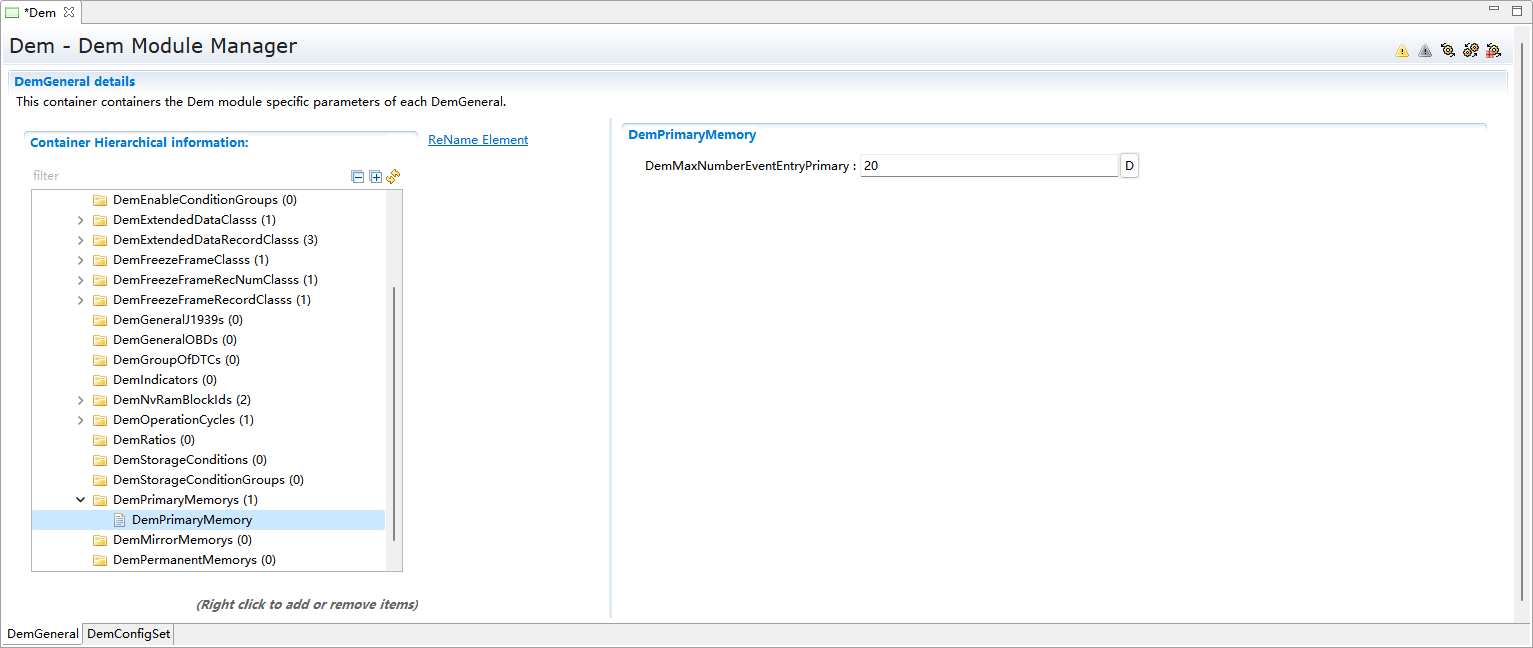 *Dem
Dem - Dem Module Manager
DemGeneral details
This container containers the Dem module specific parameters of each DemGeneral.
Container Hierarchical information:
ReName Element
filter
DemEnableConditionGroups (0)
DemExtendedDataClasss (1)
DemExtendedDataRecordClasss (3)
DemFreezeFrameClasss (1)
DemFreezeFrameRecNumClasss (1)
DemFreezeFrameRecordClasss (1)
DemGeneralJ1939s (0)
DemGeneralOBDs (0)
DemGroupOfDTCs (0)
DemIndicators (0)
DemNvRamBlockIds (2)
DemOperationCycles (1)
DemRatios (0)
DemStorageConditions (0)
DemStorageConditionGroups (0)
DemPrimaryMemorys (1)
DemPrimaryMemory
DemMirrorMemorys (0)
DemPermanentMemorys (0)
(Right click to add or remove items)
DemPrimaryMemory
DemMaxNumberEventEntryPrimary : 20 D
DemGeneral DemConfigSet